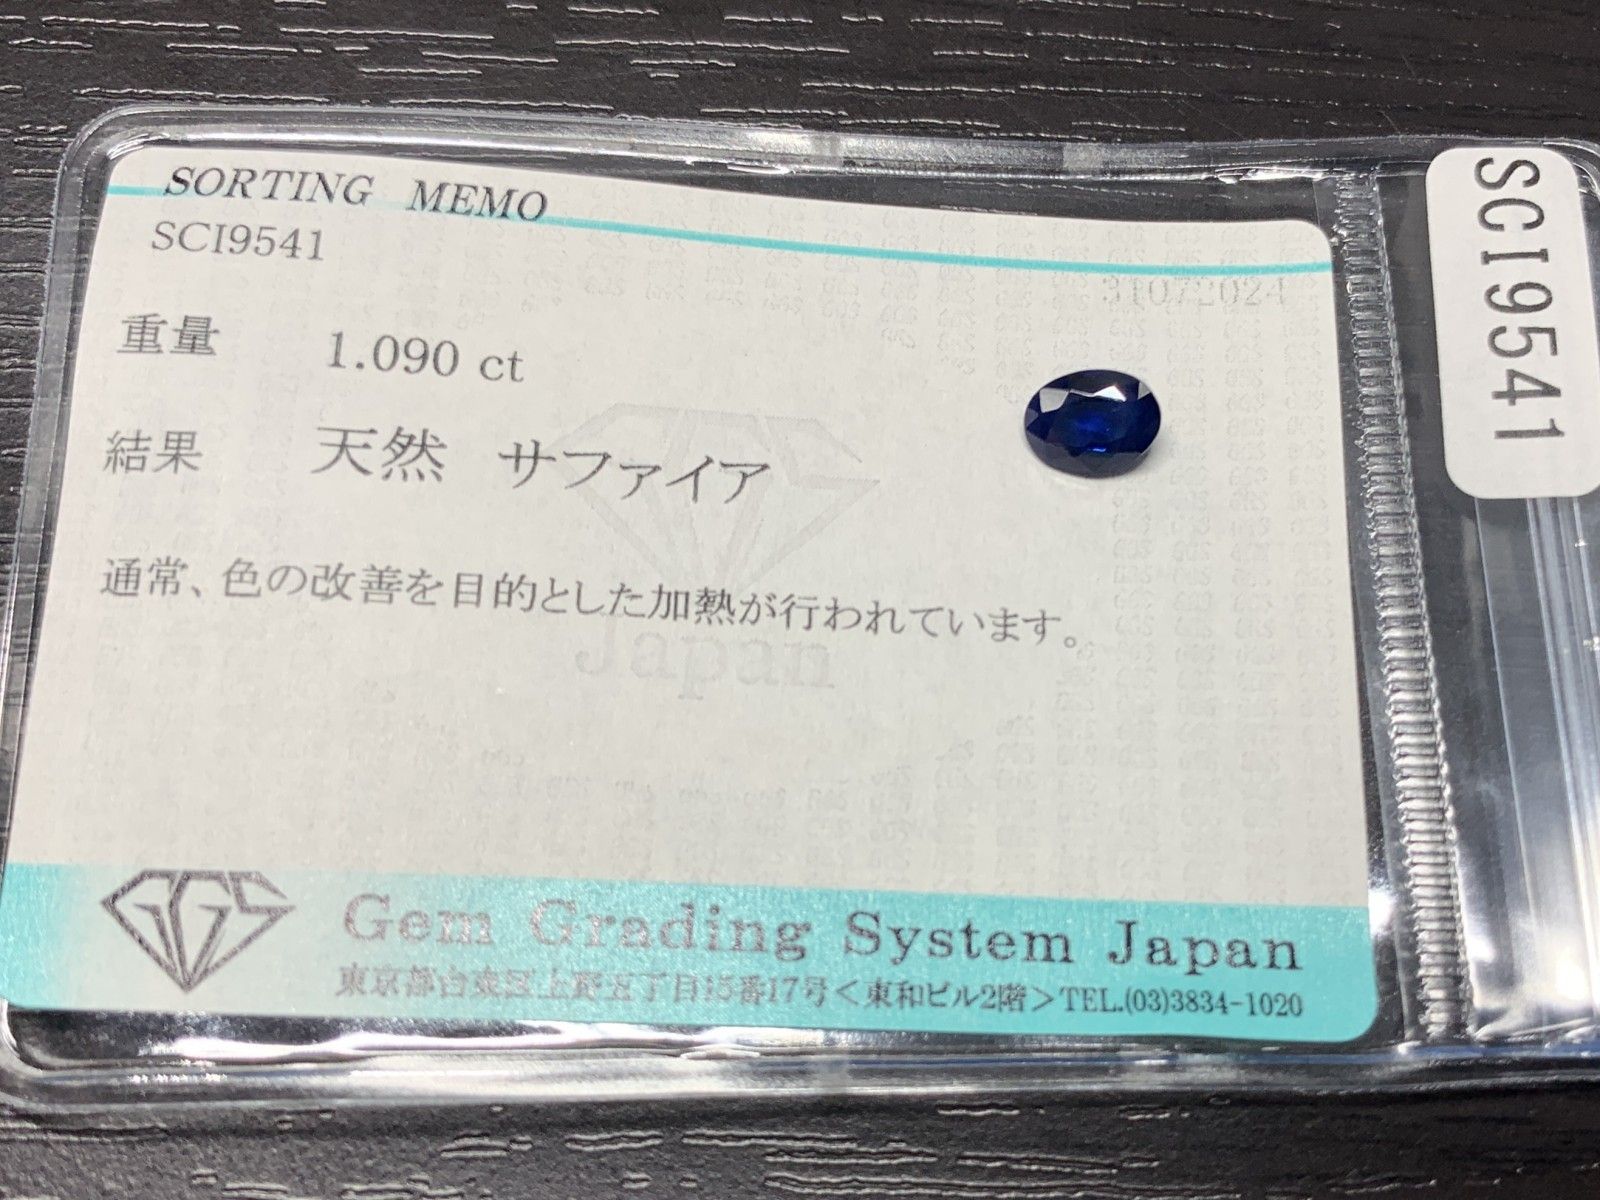 SORTING MEMO
SCI9541
31072024
重量 1.090 ct
結果 天然 サファイア
通常、色の改善を目的とした加熱が行われています。
Japan
GGS
Gem Grading System Japan
東京都台東区上野五丁目15番17号＜東和ビル2階＞TEL.(03)3834-1020
SCI9541